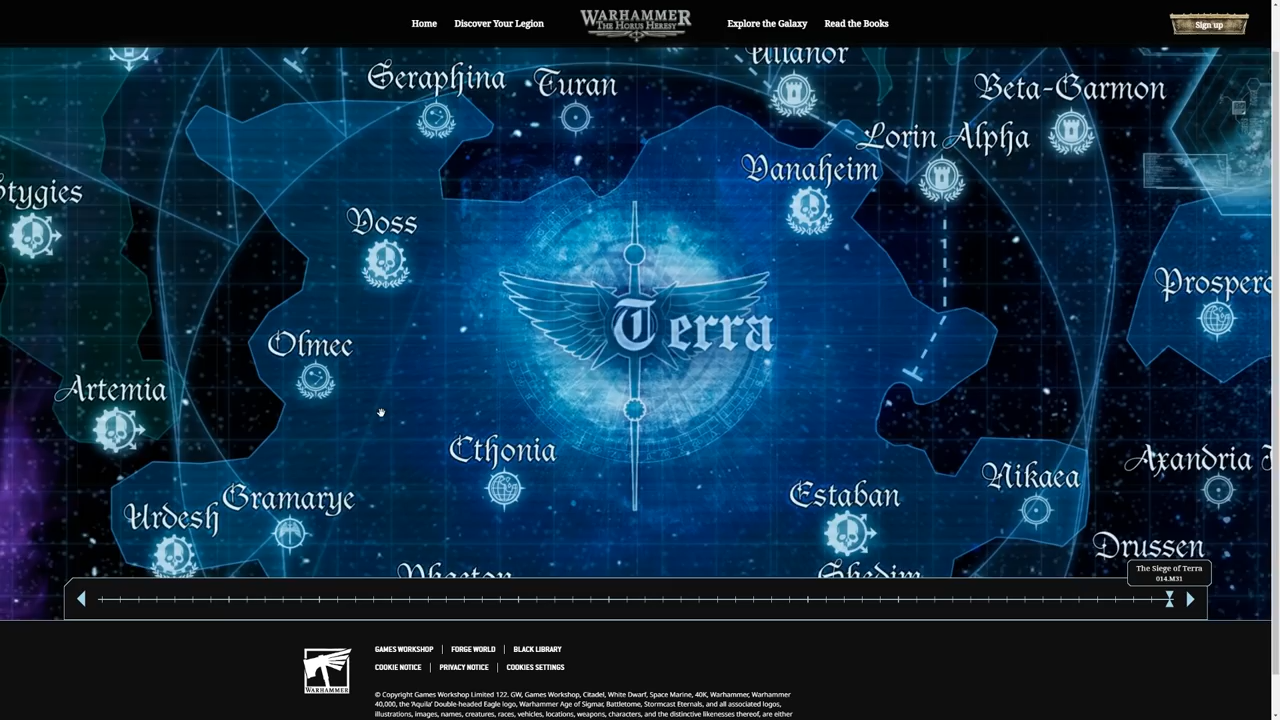 Home
Discover Your Legion
WARHAMMER
THE HORUS HERESY
Explore the Galaxy
Read the Books
Sign up
Ullanor
Seraphina
Turan
Beta-Garmon
Lorin Alpha
Vanaheim
Stygies
Voss
Prospero
Terra
Olmec
Artemia
Cthonia
Axandria
Nikaea
Gramarye
Estaban
Urdesh
Drussen
Phaeton
Shedim
The Siege of Terra
014.M31
GAMES WORKSHOP
FORGE WORLD
BLACK LIBRARY
COOKIE NOTICE
PRIVACY NOTICE
COOKIES SETTINGS
WARHAMMER
© Copyright Games Workshop Limited 122. GW, Games Workshop, Citadel, White Dwarf, Space Marine, 40K, Warhammer, Warhammer
40,000, the 'Aquila' Double-headed Eagle logo, Warhammer Age of Sigmar, Battletome, Stormcast Eternals, and all associated logos,
illustrations, images, names, creatures, races, vehicles, locations, weapons, characters, and the distinctive likenesses thereof, are either